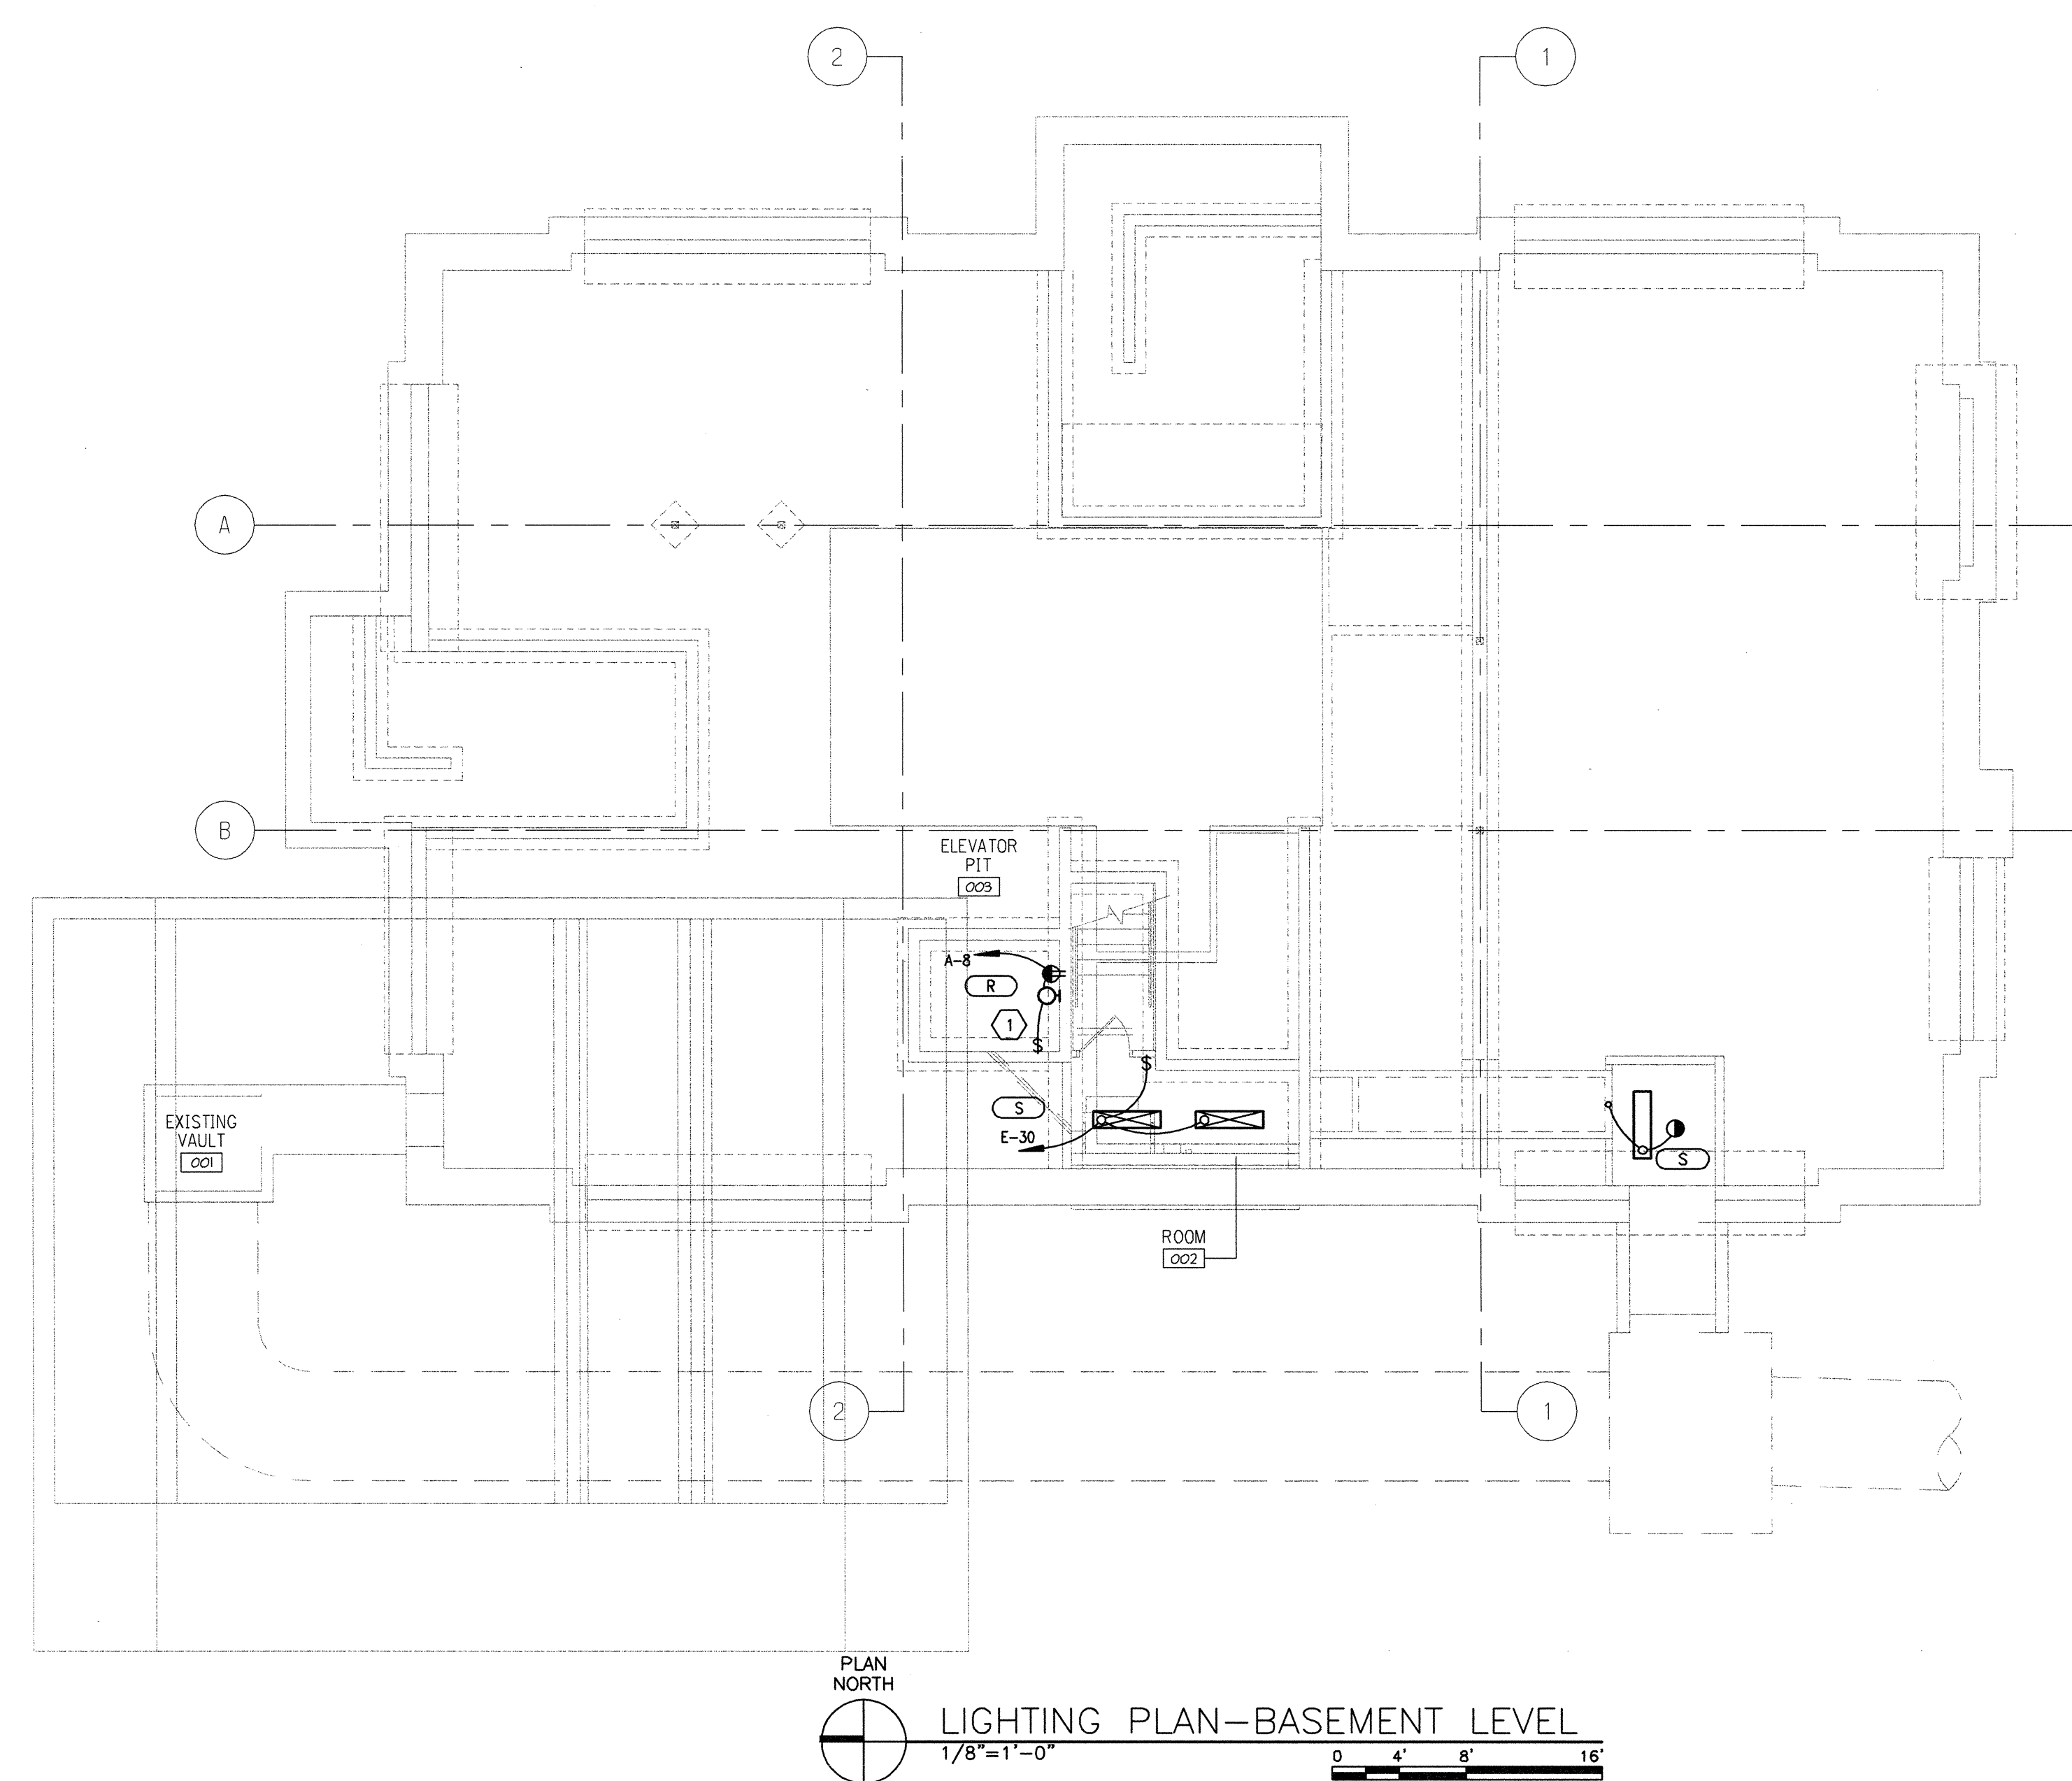 2
1
A
B
ELEVATOR
PIT
003
A-8
R
1
$
$
S
E-30
EXISTING
VAULT
001
S
ROOM
002
2
1
PLAN
NORTH
LIGHTING PLAN-BASEMENT LEVEL
1/8"=1'-0"
0 4' 8' 16'